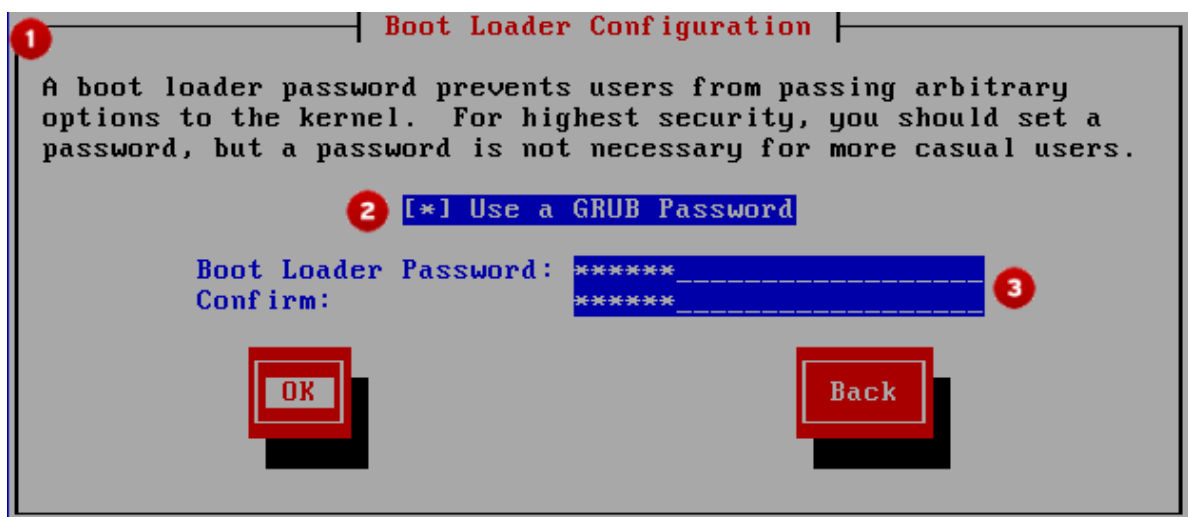 Boot Loader Configuration
1
A boot loader password prevents users from passing arbitrary
options to the kernel.  For highest security, you should set a
password, but a password is not necessary for more casual users.
2 [*] Use a GRUB Password
Boot Loader Password: ******__________________
Confirm: ******__________________ 3
OK Back